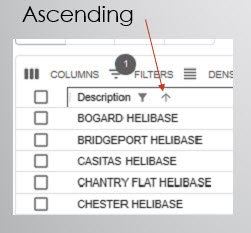 Ascending
COLUMNS 1 FILTERS DENS
Description
BOGARD HELIBASE
BRIDGEPORT HELIBASE
CASITAS HELIBASE
CHANTRY FLAT HELIBASE
CHESTER HELIBASE